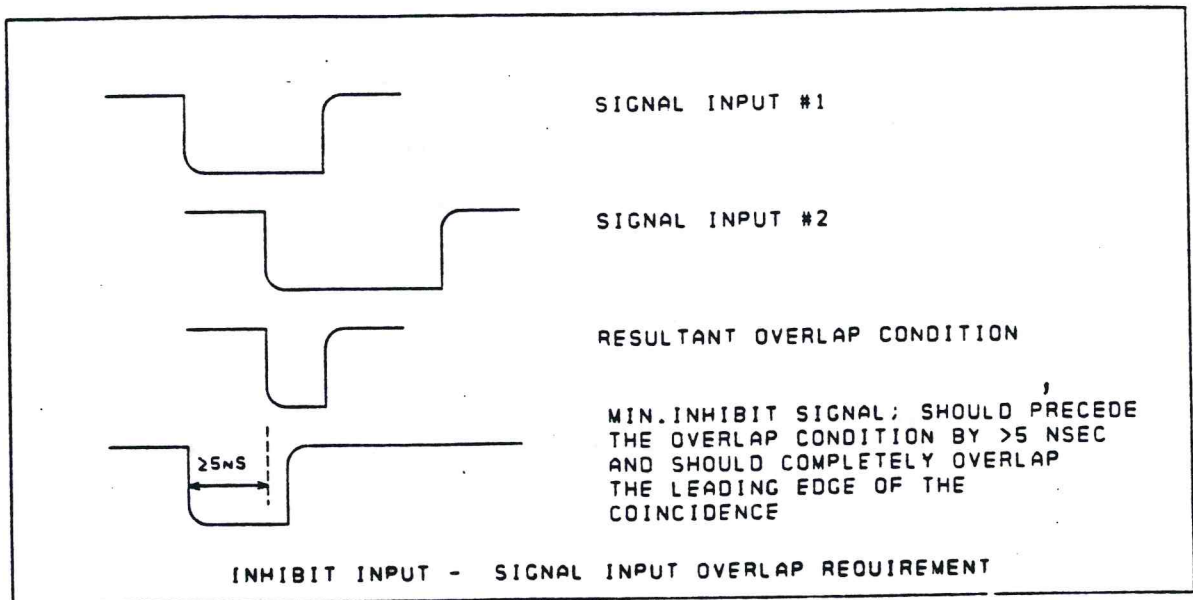 SIGNAL INPUT #1
SIGNAL INPUT #2
RESULTANT OVERLAP CONDITION
MIN.INHIBIT SIGNAL; SHOULD PRECEDE
THE OVERLAP CONDITION BY >5 NSEC
AND SHOULD COMPLETELY OVERLAP
THE LEADING EDGE OF THE
COINCIDENCE
≥5NS
INHIBIT INPUT - SIGNAL INPUT OVERLAP REQUIREMENT